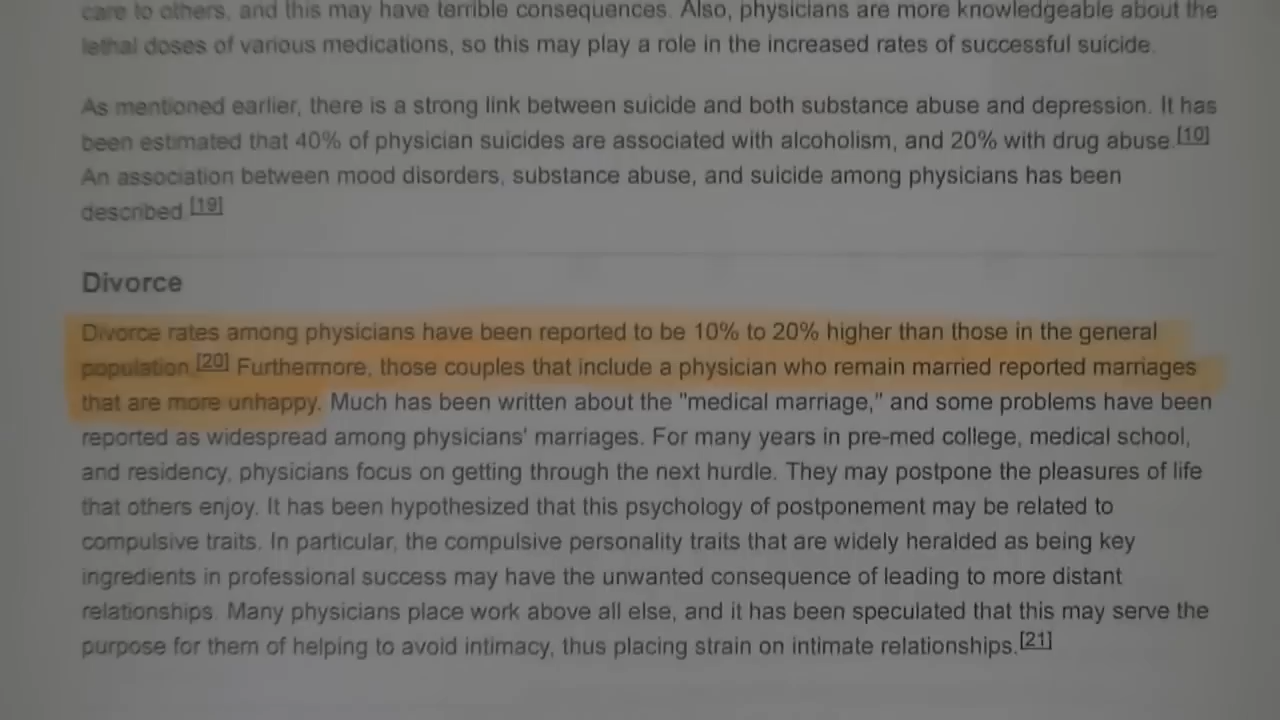 care to others, and this may have terrible consequences. Also, physicians are more knowledgeable about the
lethal doses of various medications, so this may play a role in the increased rates of successful suicide.
As mentioned earlier, there is a strong link between suicide and both substance abuse and depression. It has
been estimated that 40% of physician suicides are associated with alcoholism, and 20% with drug abuse.[10]
An association between mood disorders, substance abuse, and suicide among physicians has been
described.[19]
Divorce
Divorce rates among physicians have been reported to be 10% to 20% higher than those in the general
population.[20] Furthermore, those couples that include a physician who remain married reported marriages
that are more unhappy. Much has been written about the "medical marriage," and some problems have been
reported as widespread among physicians' marriages. For many years in pre-med college, medical school,
and residency, physicians focus on getting through the next hurdle. They may postpone the pleasures of life
that others enjoy. It has been hypothesized that this psychology of postponement may be related to
compulsive traits. In particular, the compulsive personality traits that are widely heralded as being key
ingredients in professional success may have the unwanted consequence of leading to more distant
relationships. Many physicians place work above all else, and it has been speculated that this may serve the
purpose for them of helping to avoid intimacy, thus placing strain on intimate relationships.[21]